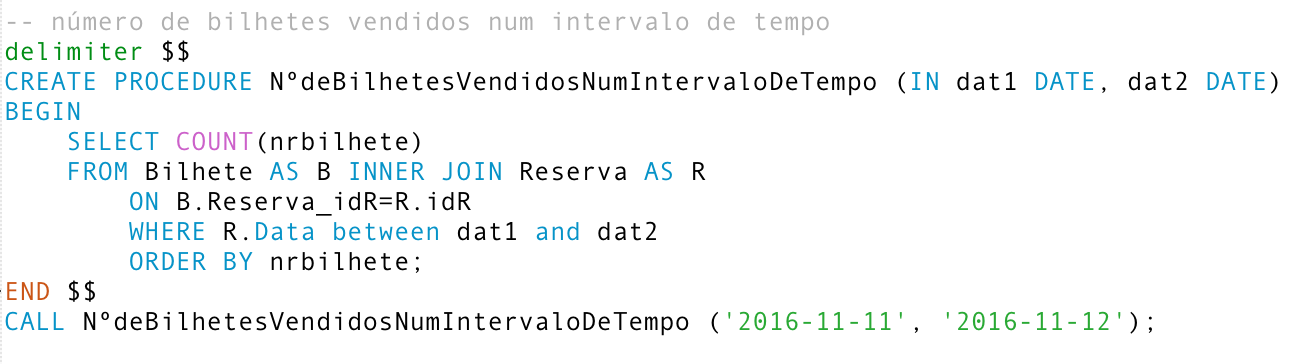 -- número de bilhetes vendidos num intervalo de tempo
delimiter $$
CREATE PROCEDURE NºdeBilhetesVendidosNumIntervaloDeTempo (IN dat1 DATE, dat2 DATE)
BEGIN
    SELECT COUNT(nrbilhete)
    FROM Bilhete AS B INNER JOIN Reserva AS R
        ON B.Reserva_idR=R.idR
        WHERE R.Data between dat1 and dat2
        ORDER BY nrbilhete;
END $$
CALL NºdeBilhetesVendidosNumIntervaloDeTempo ('2016-11-11', '2016-11-12');